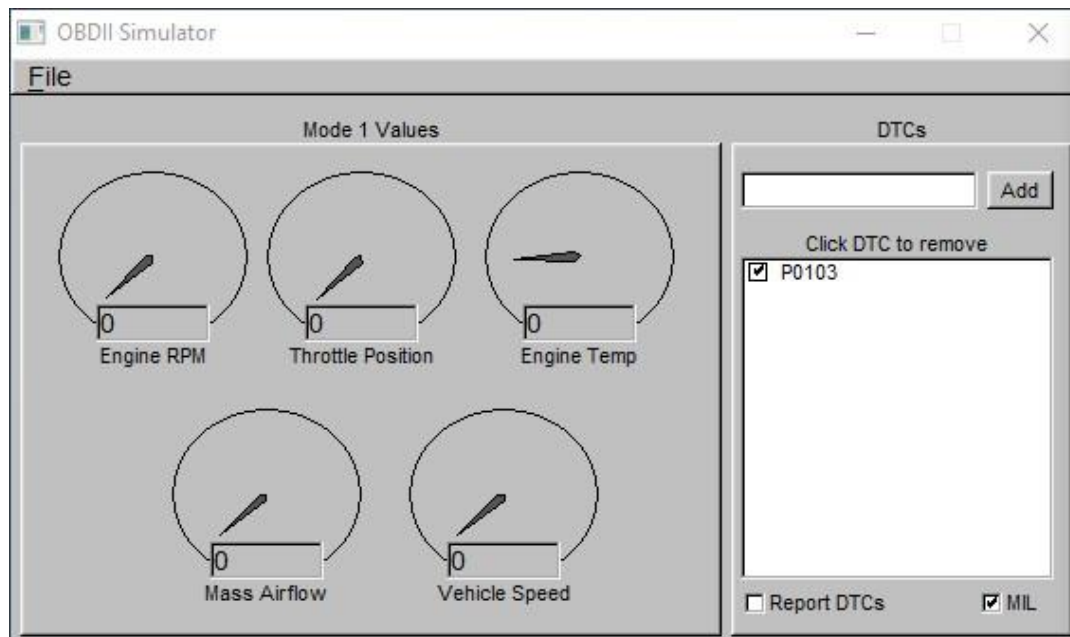 OBDII Simulator
File
Mode 1 Values
0
Engine RPM
0
Throttle Position
0
Engine Temp
0
Mass Airflow
0
Vehicle Speed
DTCs
Add
Click DTC to remove
P0103
Report DTCs
MIL